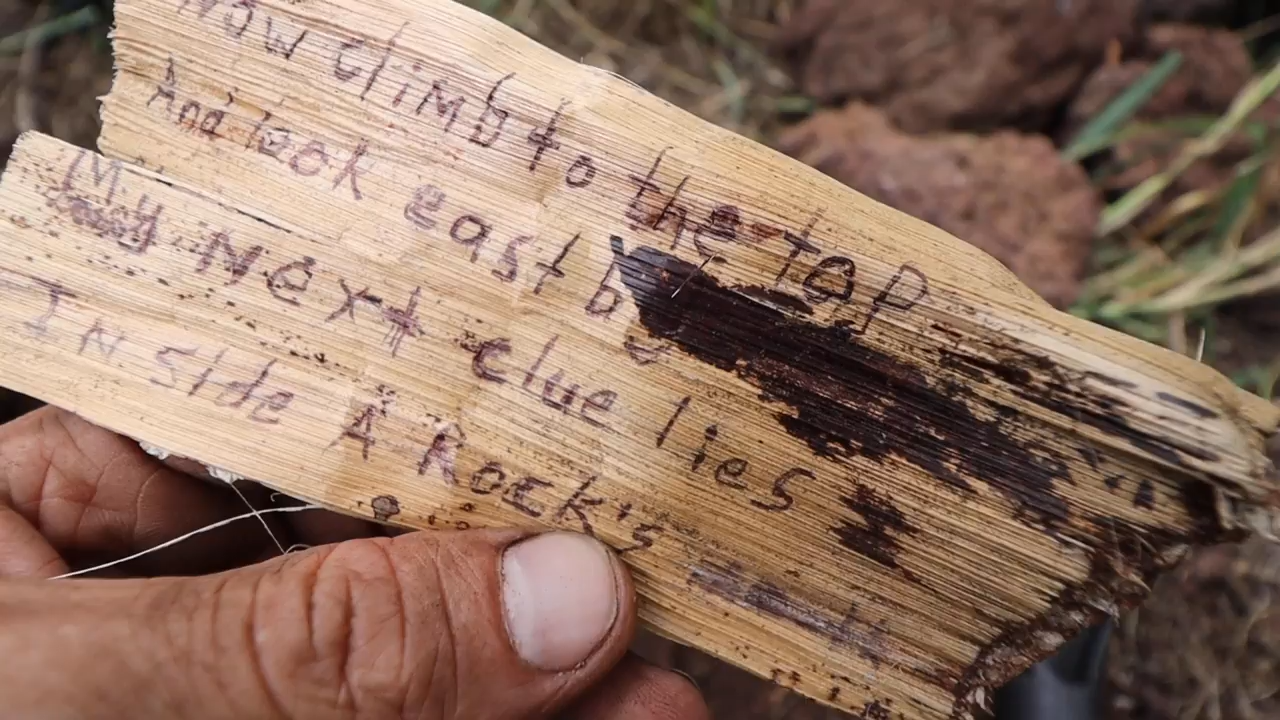 Now climb to the top
And look east b
My Next clue lies
INside A Rock's